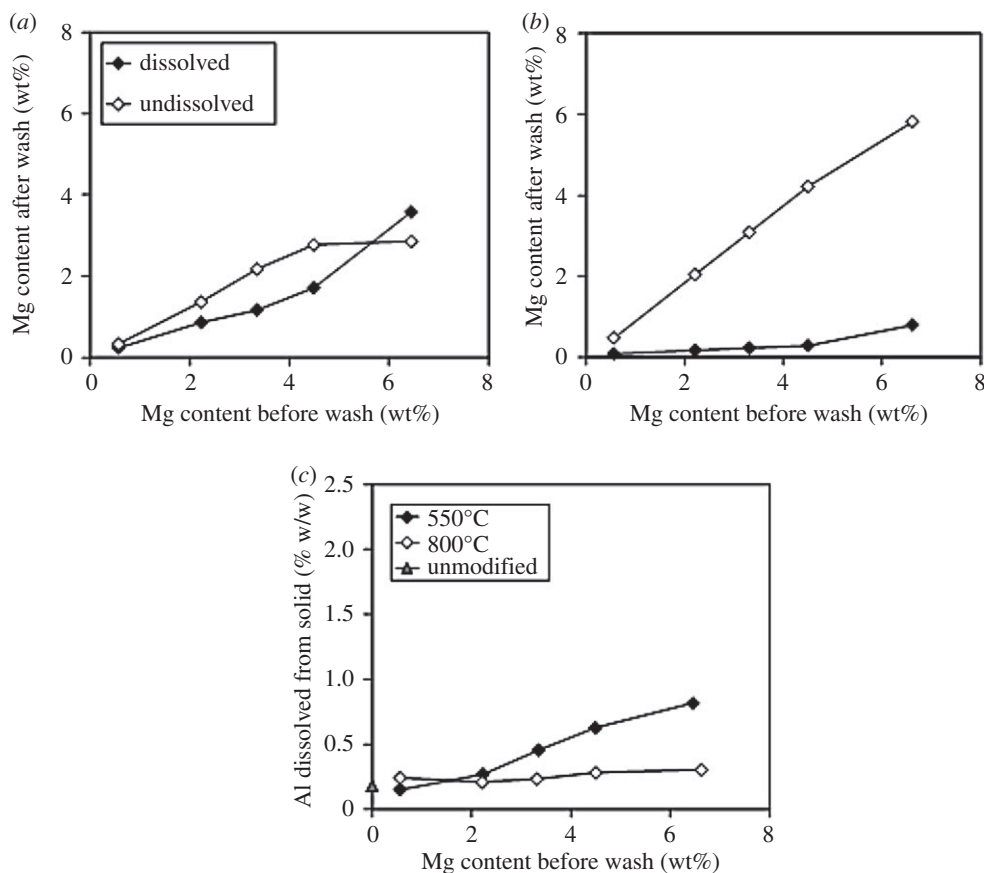 (a)
8
6
4
2
0
Mg content after wash (wt%)
dissolved
undissolved
0 2 4 6 8
Mg content before wash (wt%)
(b)
8
6
4
2
0
Mg content after wash (wt%)
0 2 4 6 8
Mg content before wash (wt%)
(c)
2.5
2.0
1.5
1.0
0.5
0
Al dissolved from solid (% w/w)
550°C
800°C
unmodified
0 2 4 6 8
Mg content before wash (wt%)